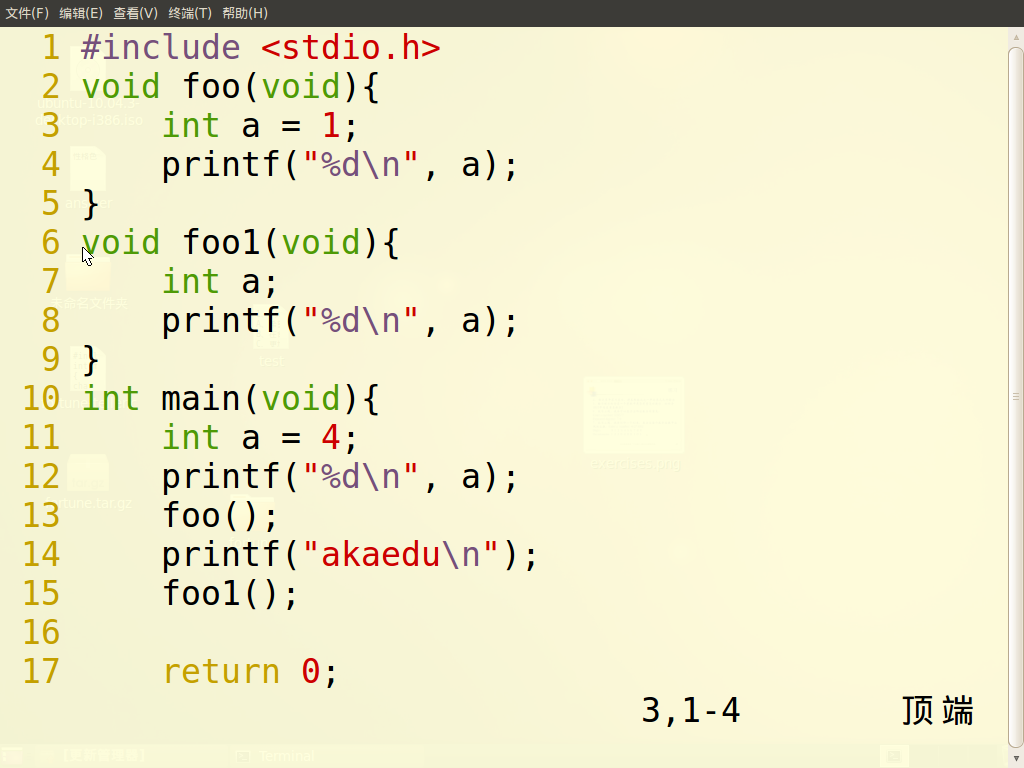 文件(F) 编辑(E) 查看(V) 终端(T) 帮助(H)
1 #include <stdio.h>
2 void foo(void){
3     int a = 1;
4     printf("%d\n", a);
5 }
6 void foo1(void){
7     int a;
8     printf("%d\n", a);
9 }
10 int main(void){
11     int a = 4;
12     printf("%d\n", a);
13     foo();
14     printf("akaedu\n");
15     foo1();
16
17     return 0;
3,1-4 顶端
Terminal